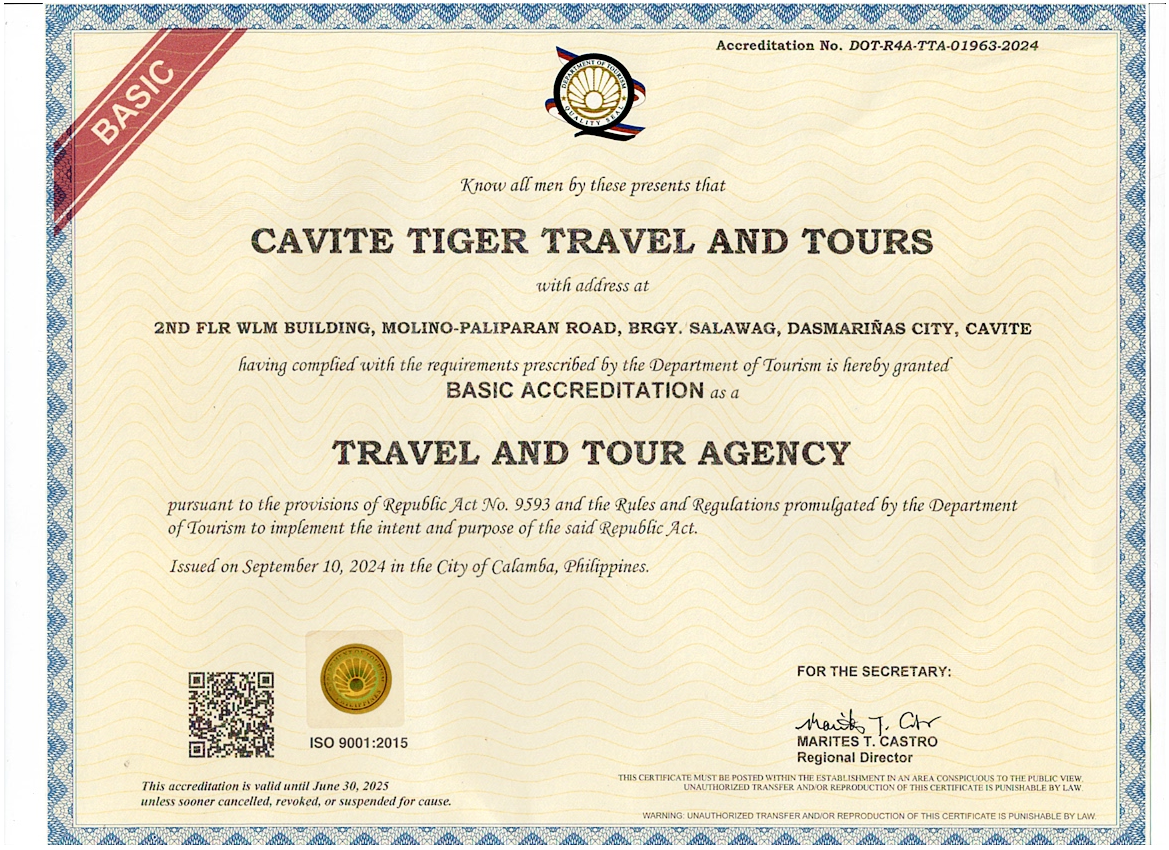 BASIC
Accreditation No. DOT-R4A-TTA-01963-2024
DEPARTMENT OF TOURISM
QUALITY SEAL
Know all men by these presents that
CAVITE TIGER TRAVEL AND TOURS
with address at
2ND FLR WLM BUILDING, MOLINO-PALIPARAN ROAD, BRGY. SALAWAG, DASMARIÑAS CITY, CAVITE
having complied with the requirements prescribed by the Department of Tourism is hereby granted
BASIC ACCREDITATION as a
TRAVEL AND TOUR AGENCY
pursuant to the provisions of Republic Act No. 9593 and the Rules and Regulations promulgated by the Department
of Tourism to implement the intent and purpose of the said Republic Act.
Issued on September 10, 2024 in the City of Calamba, Philippines.
ISO 9001:2015
FOR THE SECRETARY:
MARITES T. CASTRO
Regional Director
This accreditation is valid until June 30, 2025
unless sooner cancelled, revoked, or suspended for cause.
THIS CERTIFICATE MUST BE POSTED WITHIN THE ESTABLISHMENT IN AN AREA CONSPICUOUS TO THE PUBLIC VIEW.
UNAUTHORIZED TRANSFER AND/OR REPRODUCTION OF THIS CERTIFICATE IS PUNISHABLE BY LAW.
WARNING: UNAUTHORIZED TRANSFER AND/OR REPRODUCTION OF THIS CERTIFICATE IS PUNISHABLE BY LAW.